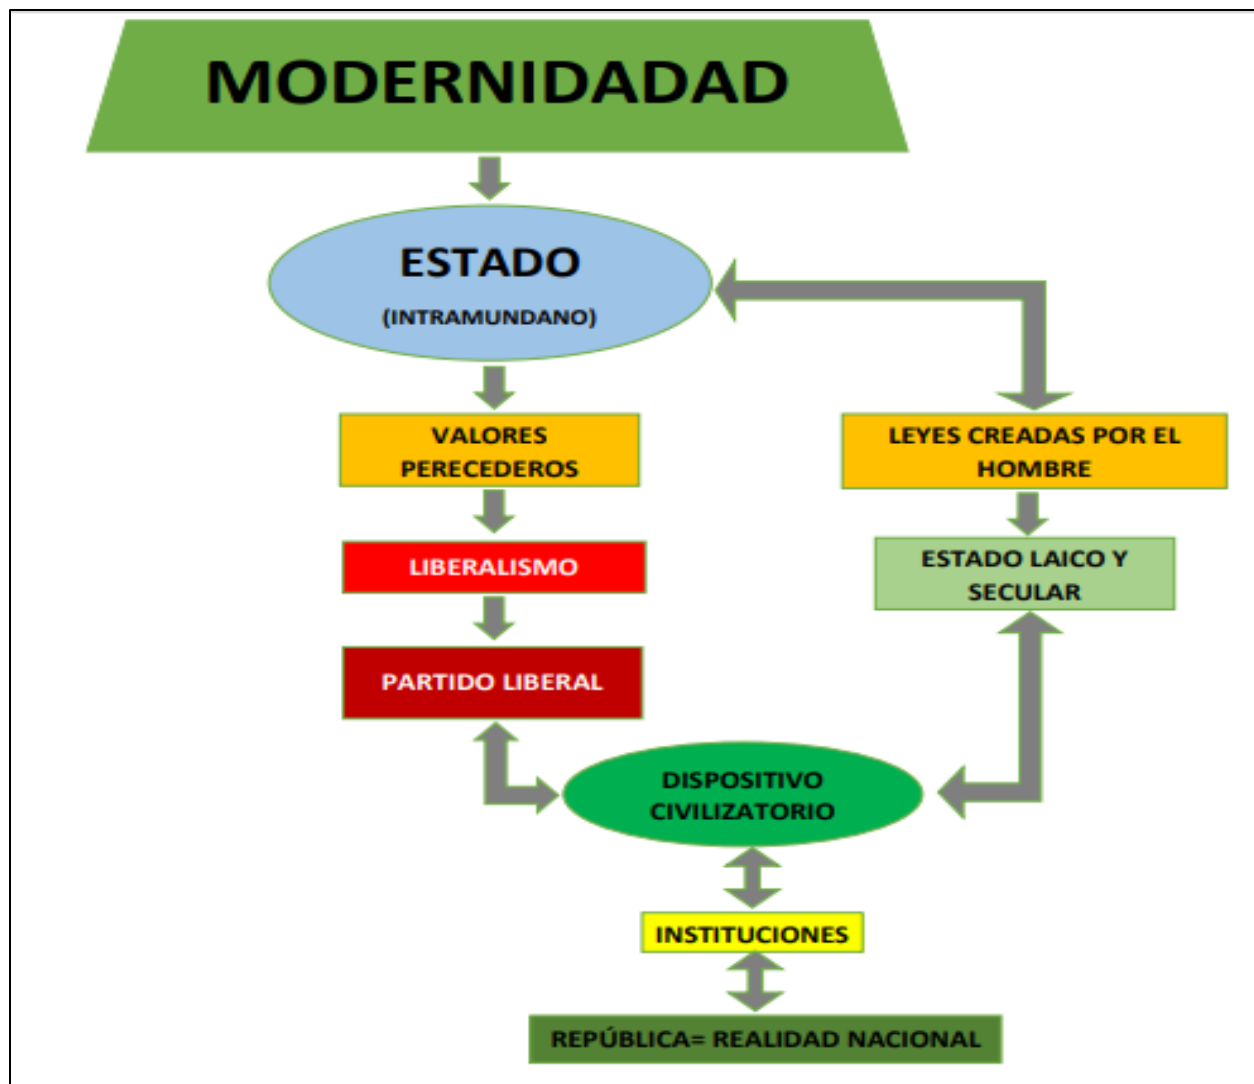 MODERNIDADAD
ESTADO
(INTRAMUNDANO)
VALORES
PERECEDEROS
LEYES CREADAS POR EL
HOMBRE
LIBERALISMO
ESTADO LAICO Y
SECULAR
PARTIDO LIBERAL
DISPOSITIVO
CIVILIZATORIO
INSTITUCIONES
REPÚBLICA= REALIDAD NACIONAL